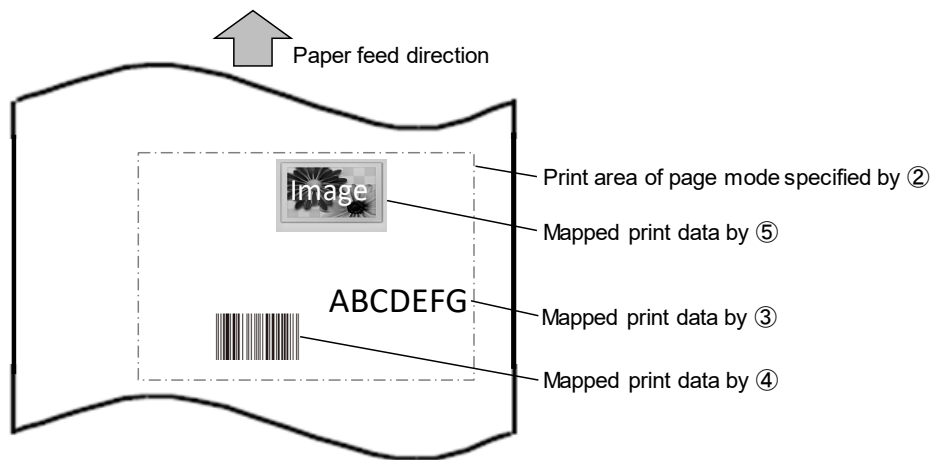 Paper feed direction
Image
Print area of page mode specified by ②
Mapped print data by ⑤
ABCDEFG
Mapped print data by ③
Mapped print data by ④